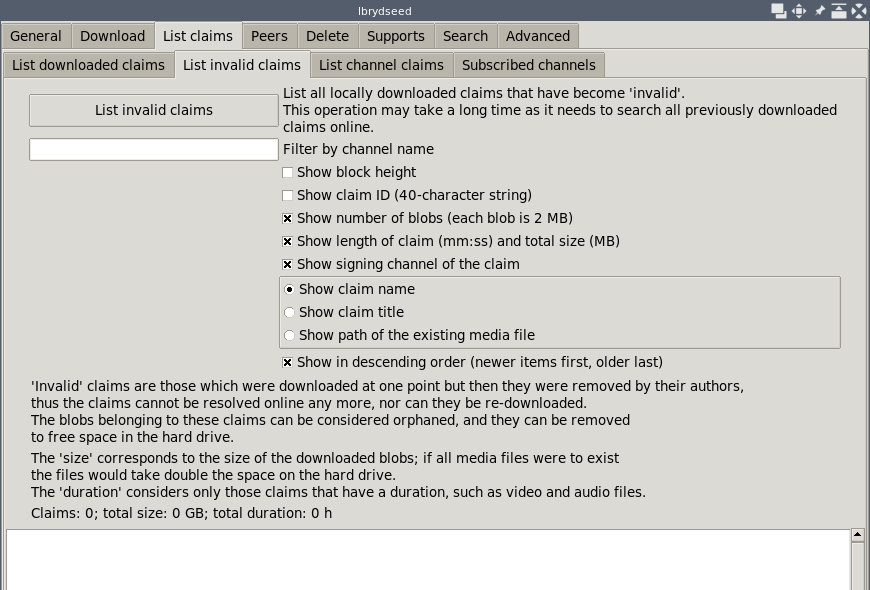 lbrydseed
General Download List claims Peers Delete Supports Search Advanced
List downloaded claims List invalid claims List channel claims Subscribed channels
List invalid claims
List all locally downloaded claims that have become 'invalid'.
This operation may take a long time as it needs to search all previously downloaded
claims online.
Filter by channel name
Show block height
Show claim ID (40-character string)
Show number of blobs (each blob is 2 MB)
Show length of claim (mm:ss) and total size (MB)
Show signing channel of the claim
Show claim name
Show claim title
Show path of the existing media file
Show in descending order (newer items first, older last)
'Invalid' claims are those which were downloaded at one point but then they were removed by their authors,
thus the claims cannot be resolved online any more, nor can they be re-downloaded.
The blobs belonging to these claims can be considered orphaned, and they can be removed
to free space in the hard drive.
The 'size' corresponds to the size of the downloaded blobs; if all media files were to exist
the files would take double the space on the hard drive.
The 'duration' considers only those claims that have a duration, such as video and audio files.
Claims: 0; total size: 0 GB; total duration: 0 h